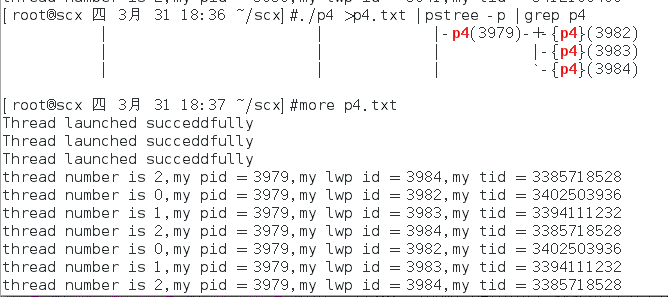 [root@scx 四 3月 31 18:36 ~/scx]#./p4 >p4.txt |pstree -p |grep p4
| | |-p4(3979)-+-{p4}(3982)
| | | |-{p4}(3983)
| | | `-{p4}(3984)
[root@scx 四 3月 31 18:37 ~/scx]#more p4.txt
Thread launched succeddfully
Thread launched succeddfully
Thread launched succeddfully
thread number is 2,my pid = 3979,my lwp id = 3984,my tid = 3385718528
thread number is 0,my pid = 3979,my lwp id = 3982,my tid = 3402503936
thread number is 1,my pid = 3979,my lwp id = 3983,my tid = 3394111232
thread number is 2,my pid = 3979,my lwp id = 3984,my tid = 3385718528
thread number is 0,my pid = 3979,my lwp id = 3982,my tid = 3402503936
thread number is 1,my pid = 3979,my lwp id = 3983,my tid = 3394111232
thread number is 2,my pid = 3979,my lwp id = 3984,my tid = 3385718528